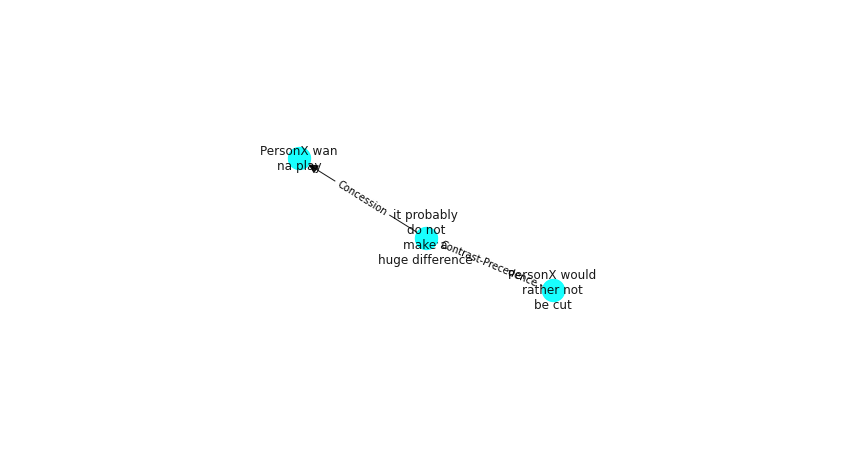 PersonX wan
na play
Concession
it probably
do not
make a
huge difference
Contrast-Precedence
PersonX would
rather not
be cut